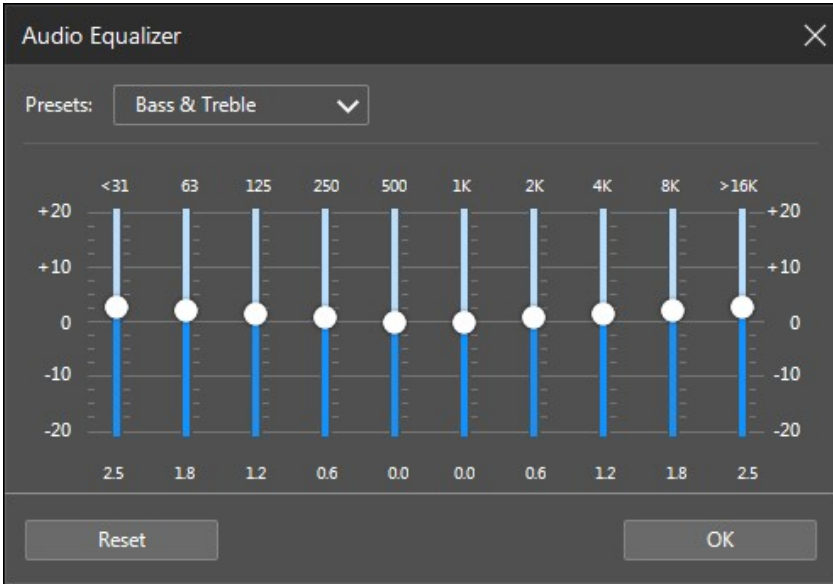 Audio Equalizer
Presets: Bass & Treble
<31 63 125 250 500 1K 2K 4K 8K >16K
+20 +20
+10 +10
0 0
-10 -10
-20 -20
2.5 1.8 1.2 0.6 0.0 0.0 0.6 1.2 1.8 2.5
Reset OK